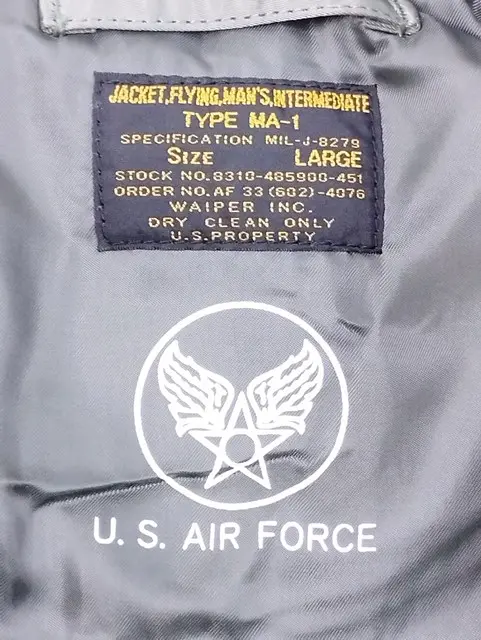 JACKET,FLYING,MAN'S,INTERMEDIATE
TYPE MA-1
SPECIFICATION MIL-J-8279
SIZE LARGE
STOCK NO.8310-485900-451
ORDER NO.AF 33(602)-4076
WAIPER INC.
DRY CLEAN ONLY
U.S.PROPERTY
U. S. AIR FORCE